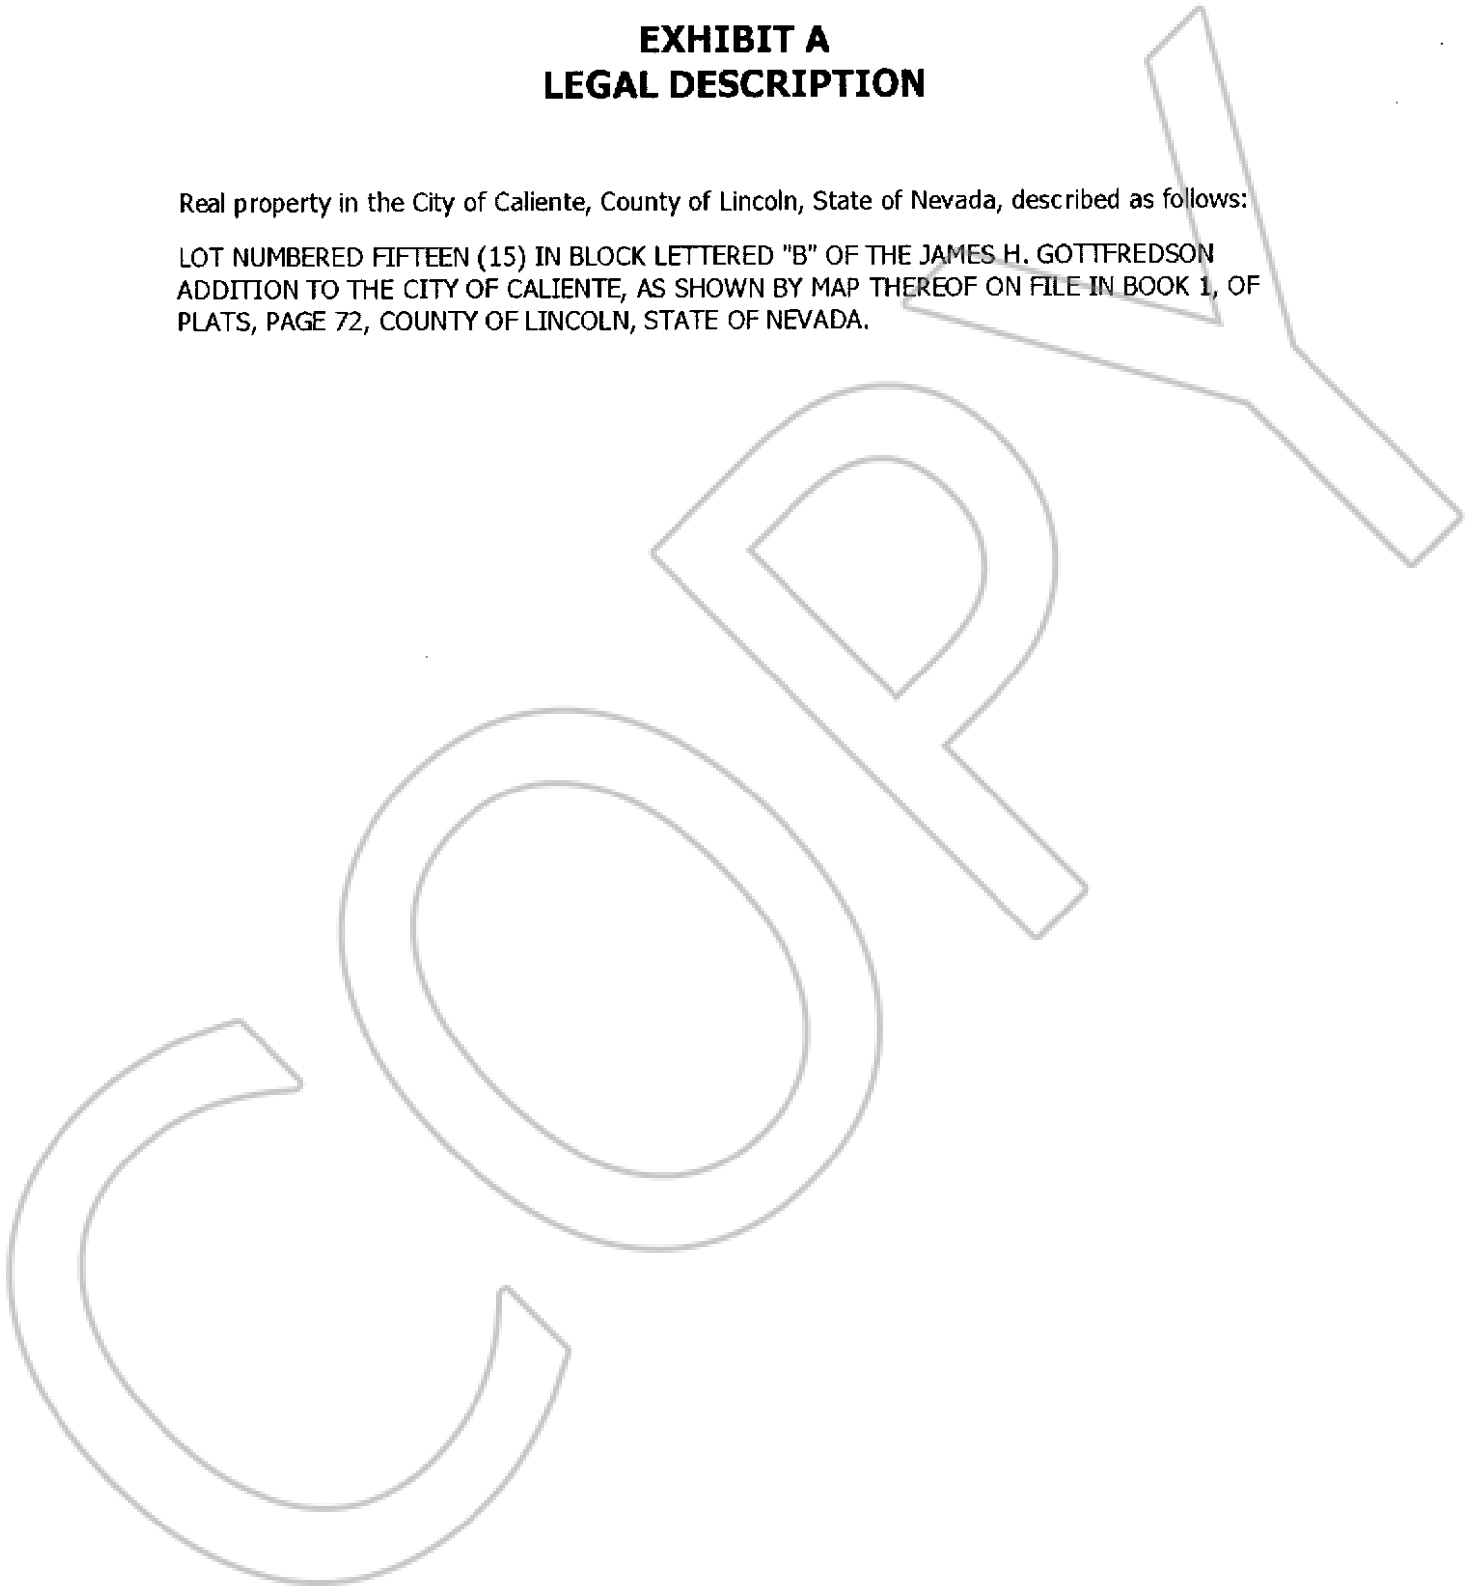 EXHIBIT A
LEGAL DESCRIPTION
Real property in the City of Caliente, County of Lincoln, State of Nevada, described as follows:
LOT NUMBERED FIFTEEN (15) IN BLOCK LETTERED "B" OF THE JAMES H. GOTTFREDSON
ADDITION TO THE CITY OF CALIENTE, AS SHOWN BY MAP THEREOF ON FILE IN BOOK 1, OF
PLATS, PAGE 72, COUNTY OF LINCOLN, STATE OF NEVADA.
COPY